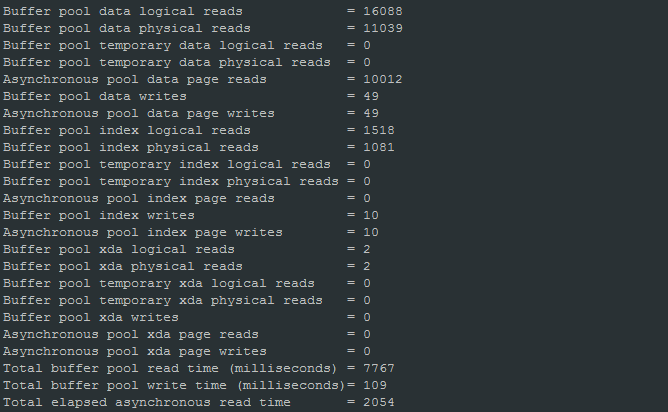 Buffer pool data logical reads = 16088
Buffer pool data physical reads = 11039
Buffer pool temporary data logical reads = 0
Buffer pool temporary data physical reads = 0
Asynchronous pool data page reads = 10012
Buffer pool data writes = 49
Asynchronous pool data page writes = 49
Buffer pool index logical reads = 1518
Buffer pool index physical reads = 1081
Buffer pool temporary index logical reads = 0
Buffer pool temporary index physical reads = 0
Asynchronous pool index page reads = 0
Buffer pool index writes = 10
Asynchronous pool index page writes = 10
Buffer pool xda logical reads = 2
Buffer pool xda physical reads = 2
Buffer pool temporary xda logical reads = 0
Buffer pool temporary xda physical reads = 0
Buffer pool xda writes = 0
Asynchronous pool xda page reads = 0
Asynchronous pool xda page writes = 0
Total buffer pool read time (milliseconds) = 7767
Total buffer pool write time (milliseconds)= 109
Total elapsed asynchronous read time = 2054